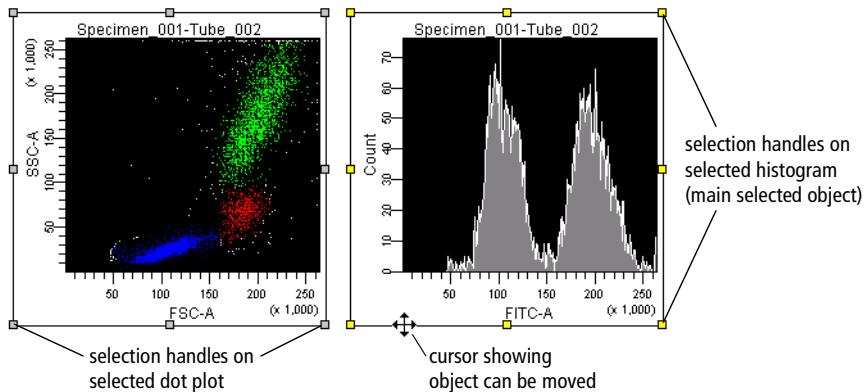 Specimen_001-Tube_002
(x 1,000)
SSC-A
250
200
150
100
50
50 100 150 200 250
FSC-A (x 1,000)
Specimen_001-Tube_002
Count
70
60
50
40
30
20
10
0
50 100 150 200 250
FITC-A (x 1,000)
selection handles on
selected histogram
(main selected object)
selection handles on
selected dot plot
cursor showing
object can be moved